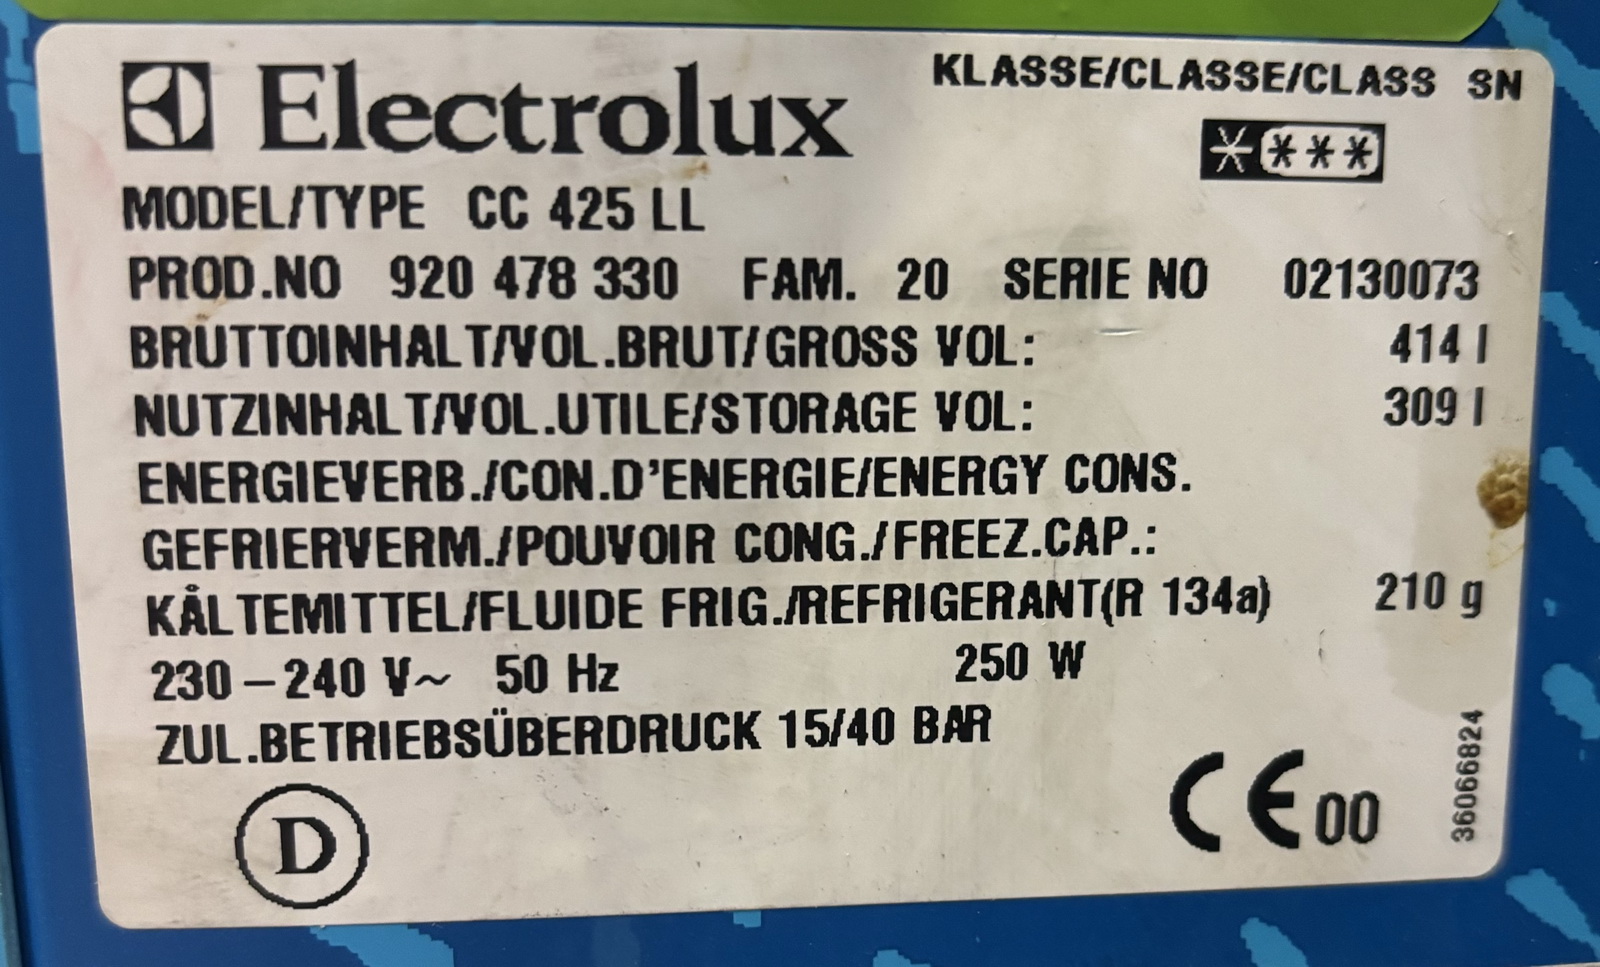 Electrolux
KLASSE/CLASSE/CLASS SN
MODEL/TYPE CC 425 LL
PROD.NO 920 478 330 FAM. 20 SERIE NO 02130073
BRUTTOINHALT/VOL.BRUT/GROSS VOL: 414 l
NUTZINHALT/VOL.UTILE/STORAGE VOL: 309 l
ENERGIEVERB./CON.D'ENERGIE/ENERGY CONS.
GEFRIERVERM./POUVOIR CONG./FREEZ.CAP.:
KÅLTEMITTEL/FLUIDE FRIG./REFRIGERANT(R 134a) 210 g
230-240 V~ 50 Hz 250 W
ZUL.BETRIEBSÜBERDRUCK 15/40 BAR
D
CE 00
36066824